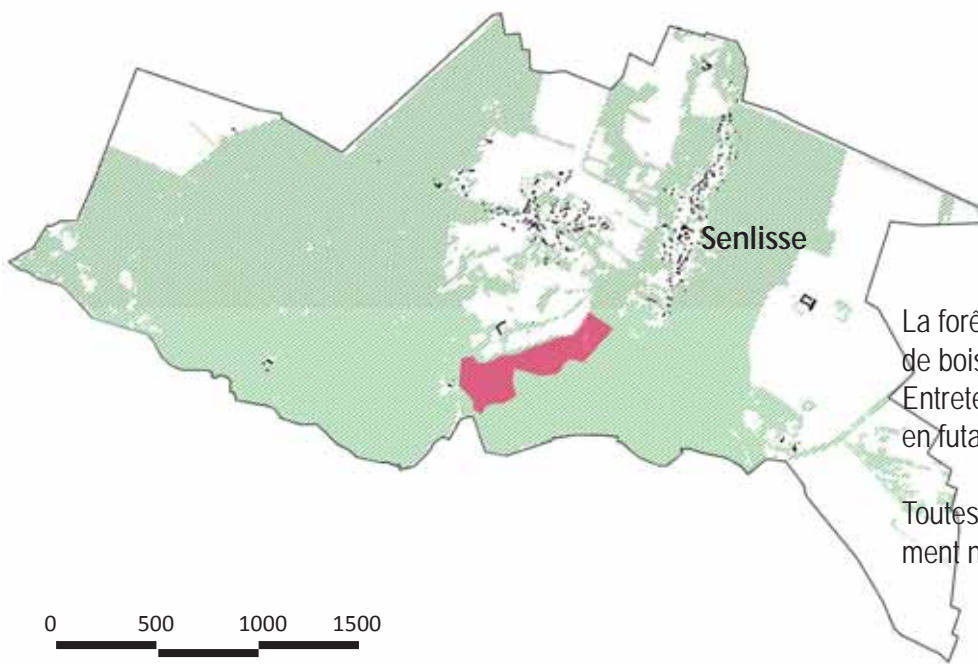 Senlisse
La forê
de bois
Entrete
en futa
Toutes
ment n
0 500 1000 1500